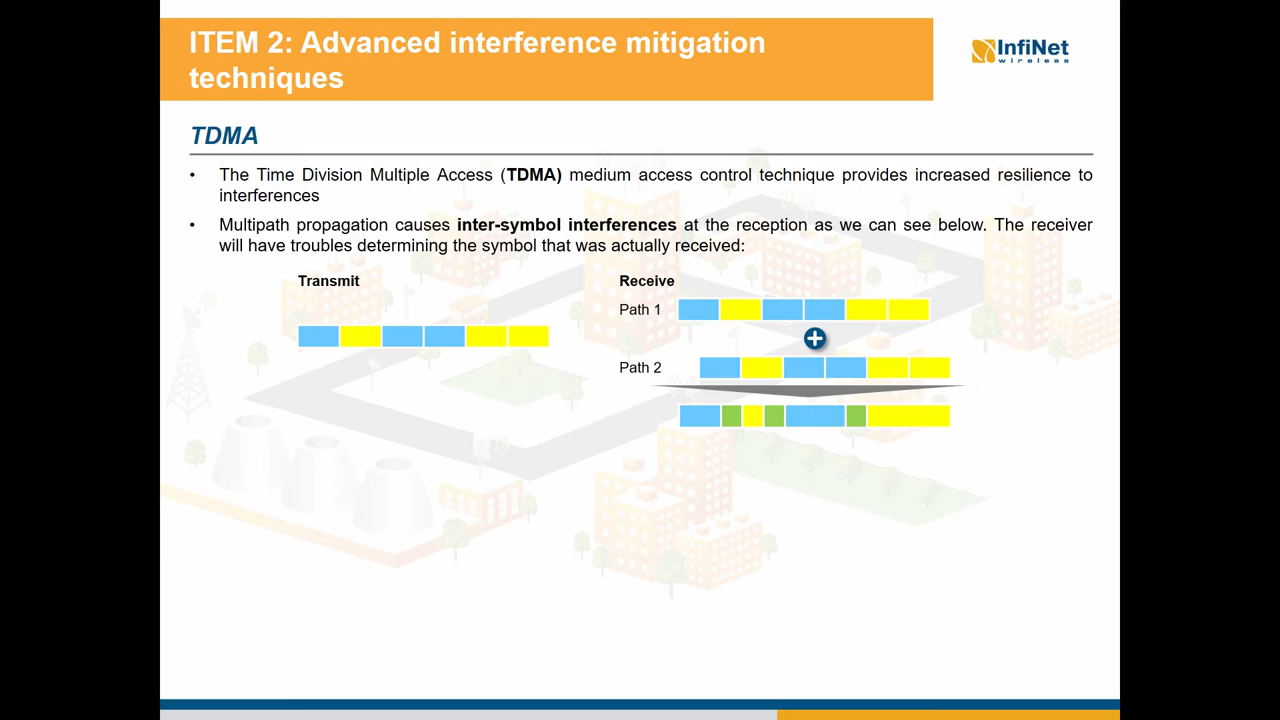 ITEM 2: Advanced interference mitigation
techniques
InfiNet
wireless
TDMA
• The Time Division Multiple Access (TDMA) medium access control technique provides increased resilience to
interferences
• Multipath propagation causes inter-symbol interferences at the reception as we can see below. The receiver
will have troubles determining the symbol that was actually received:
Transmit
Receive
Path 1
Path 2